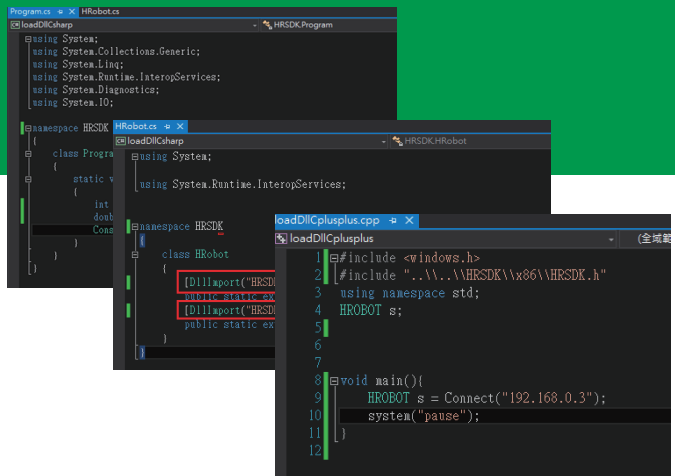 Program.cs HRobot.cs
loadDllCsharp HRSDK.Program
using System;
using System.Collections.Generic;
using System.Linq;
using System.Runtime.InteropServices;
using System.Diagnostics;
using System.IO;
namespace HRSDK
{
class Progra
{
static
{
int
doub
Cons
}
}
}
HRobot.cs
loadDllCsharp HRSDK.HRobot
using System;
using System.Runtime.InteropServices;
namespace HRSDK
{
class HRobot
{
[DllImport("HRSD
public static ex
[DllImport("HRSD
public static ex
}
}
loadDllCplusplus.cpp
loadDllCplusplus (全域範
1 #include <windows.h>
2 #include "..\\..\\HRSDK\\x86\\HRSDK.h"
3 using namespace std;
4 HROBOT s;
5
6
7
8 void main(){
9 HROBOT s = Connect("192.168.0.3");
10 system("pause");
11 }
12